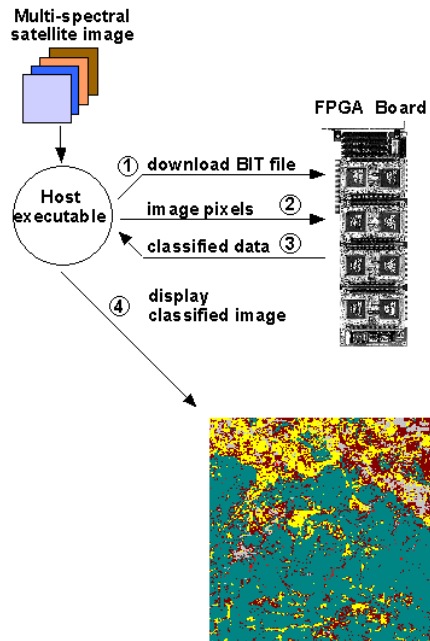 Multi-spectral
satellite image
FPGA Board
1 download BIT file
Host
executable
image pixels 2
classified data 3
4 display
classified image